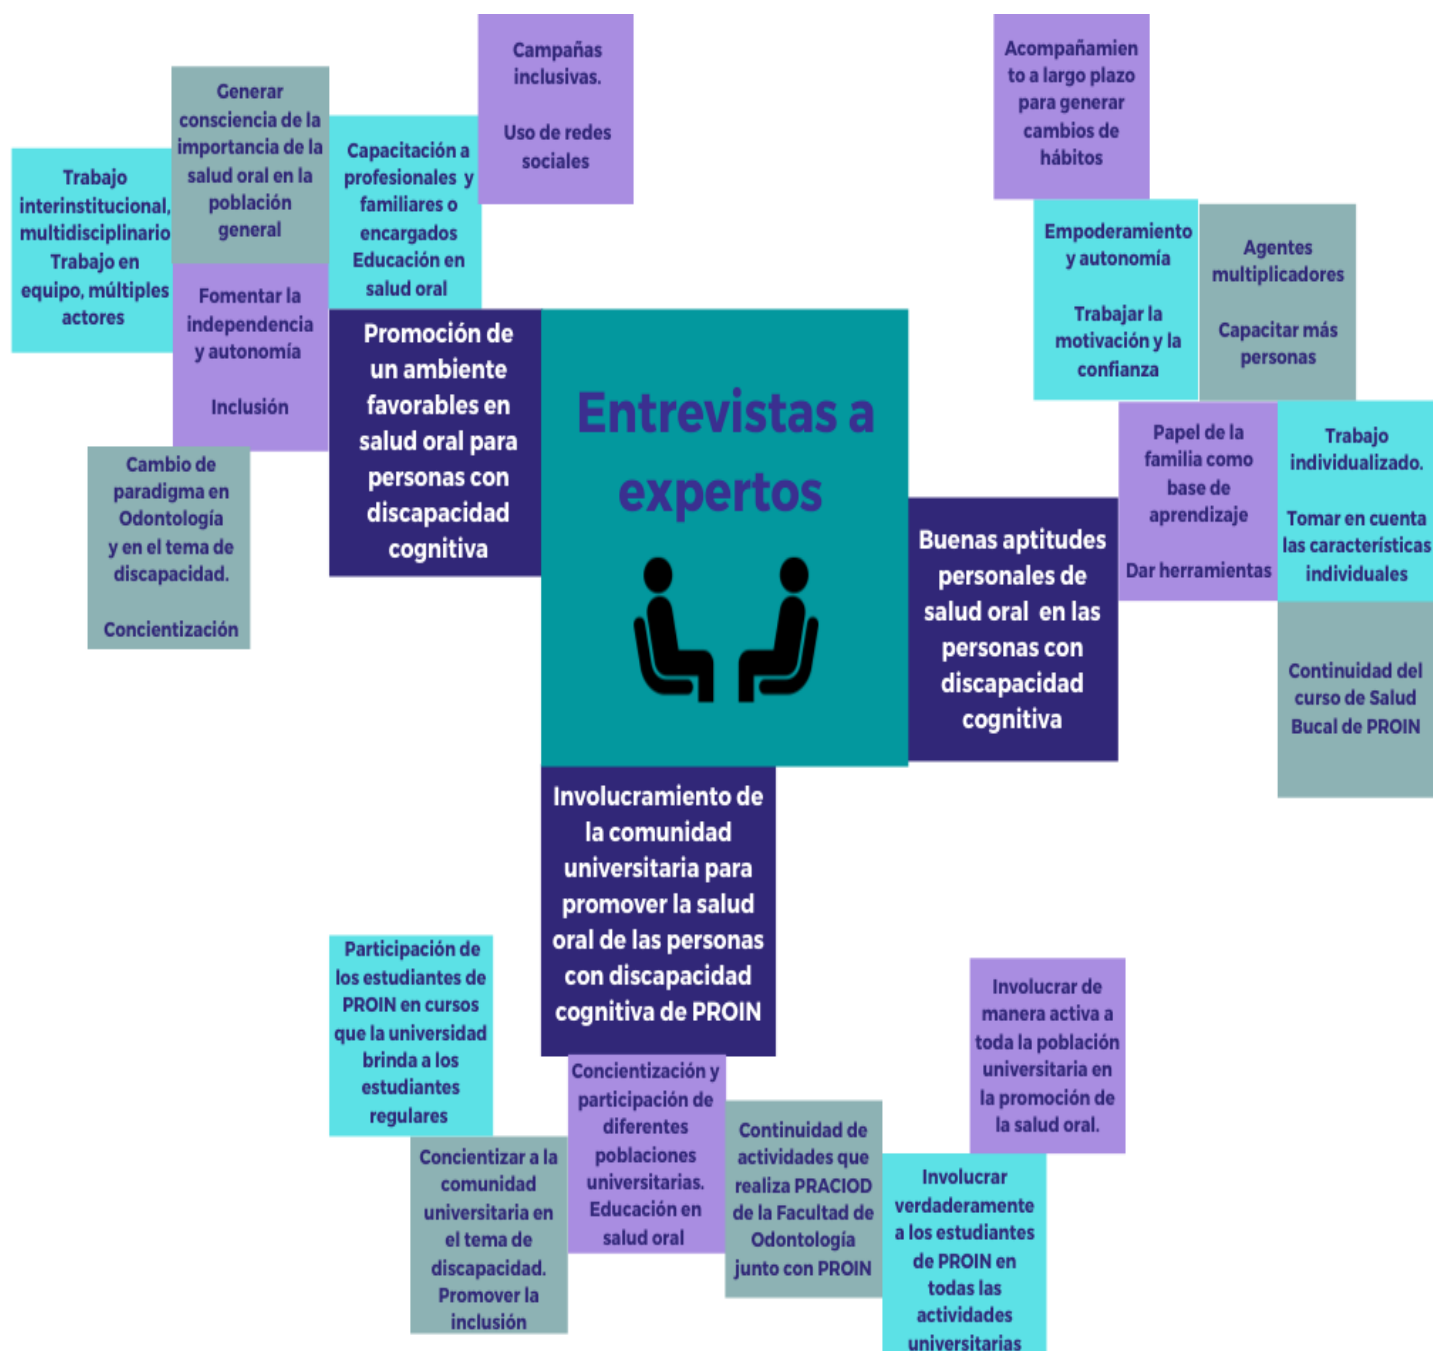 Campañas
inclusivas.
Uso de redes
sociales
Generar
consciencia de la
importancia de la
salud oral en la
población
general
Capacitación a
profesionales y
familiares o
encargados
Educación en
salud oral
Trabajo
interinstitucional,
multidisciplinario
Trabajo en
equipo, múltiples
actores
Fomentar la
independencia
y autonomía
Inclusión
Cambio de
paradigma en
Odontología
y en el tema de
discapacidad.
Concientización
Promoción de
un ambiente
favorables en
salud oral para
personas con
discapacidad
cognitiva
Entrevistas a
expertos
Acompañamien
to a largo plazo
para generar
cambios de
hábitos
Empoderamiento
y autonomía
Trabajar la
motivación y la
confianza
Agentes
multiplicadores
Capacitar más
personas
Papel de la
familia como
base de
aprendizaje
Dar herramientas
Trabajo
individualizado.
Tomar en cuenta
las características
individuales
Continuidad del
curso de Salud
Bucal de PROIN
Buenas aptitudes
personales de
salud oral en las
personas con
discapacidad
cognitiva
Involucramiento de
la comunidad
universitaria para
promover la salud
oral de las personas
con discapacidad
cognitiva de PROIN
Participación de
los estudiantes de
PROIN en cursos
que la universidad
brinda a los
estudiantes
regulares
Concientizar a la
comunidad
universitaria en
el tema de
discapacidad.
Promover la
inclusión
Concientización y
participación de
diferentes
poblaciones
universitarias.
Educación en
salud oral
Continuidad de
actividades que
realiza PRACIOD
de la Facultad de
Odontología
junto con PROIN
Involucrar
verdaderamente
a los estudiantes
de PROIN en
todas las
actividades
universitarias
Involucrar de
manera activa a
toda la población
universitaria en
la promoción de
la salud oral.